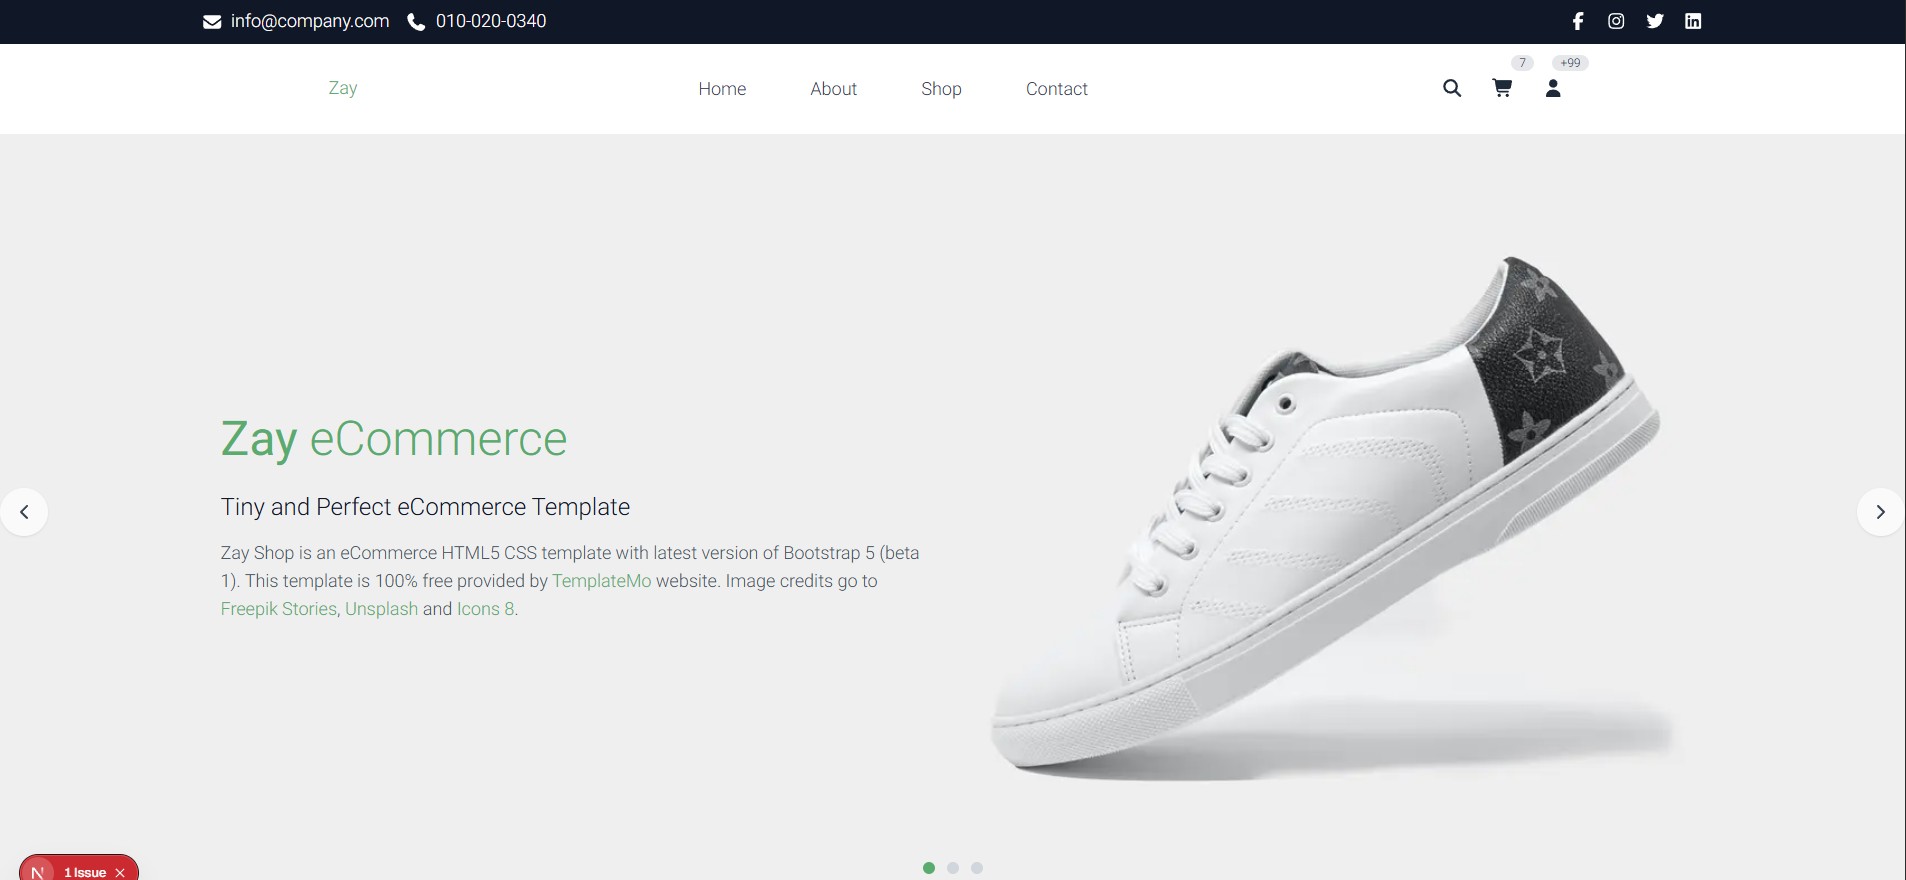 info@company.com 010-020-0340
7 +99
Zay Home About Shop Contact
Zay eCommerce
Tiny and Perfect eCommerce Template
Zay Shop is an eCommerce HTML5 CSS template with latest version of Bootstrap 5 (beta
1). This template is 100% free provided by TemplateMo website. Image credits go to
Freepik Stories, Unsplash and Icons 8.
N 1 Issue